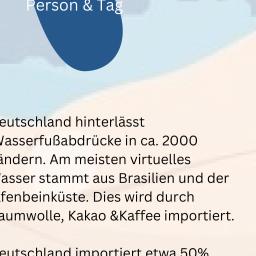 Person & Tag
eutschland hinterlässt
Wasserfußabdrücke in ca. 2000
ändern. Am meisten virtuelles
Wasser stammt aus Brasilien und der
fenbeinküste. Dies wird durch
aumwolle, Kakao &Kaffee importiert.
eutschland importiert etwa 50%